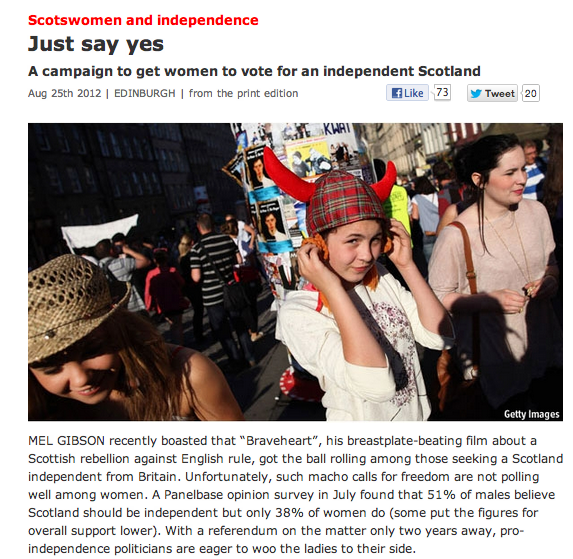 Scotswomen and independence
Just say yes
A campaign to get women to vote for an independent Scotland
Aug 25th 2012 | EDINBURGH | from the print edition
Like 73 Tweet 20
KWAI
Getty Images
MEL GIBSON recently boasted that “Braveheart”, his breastplate-beating film about a
Scottish rebellion against English rule, got the ball rolling among those seeking a Scotland
independent from Britain. Unfortunately, such macho calls for freedom are not polling
well among women. A Panelbase opinion survey in July found that 51% of males believe
Scotland should be independent but only 38% of women do (some put the figures for
overall support lower). With a referendum on the matter only two years away, pro-
independence politicians are eager to woo the ladies to their side.